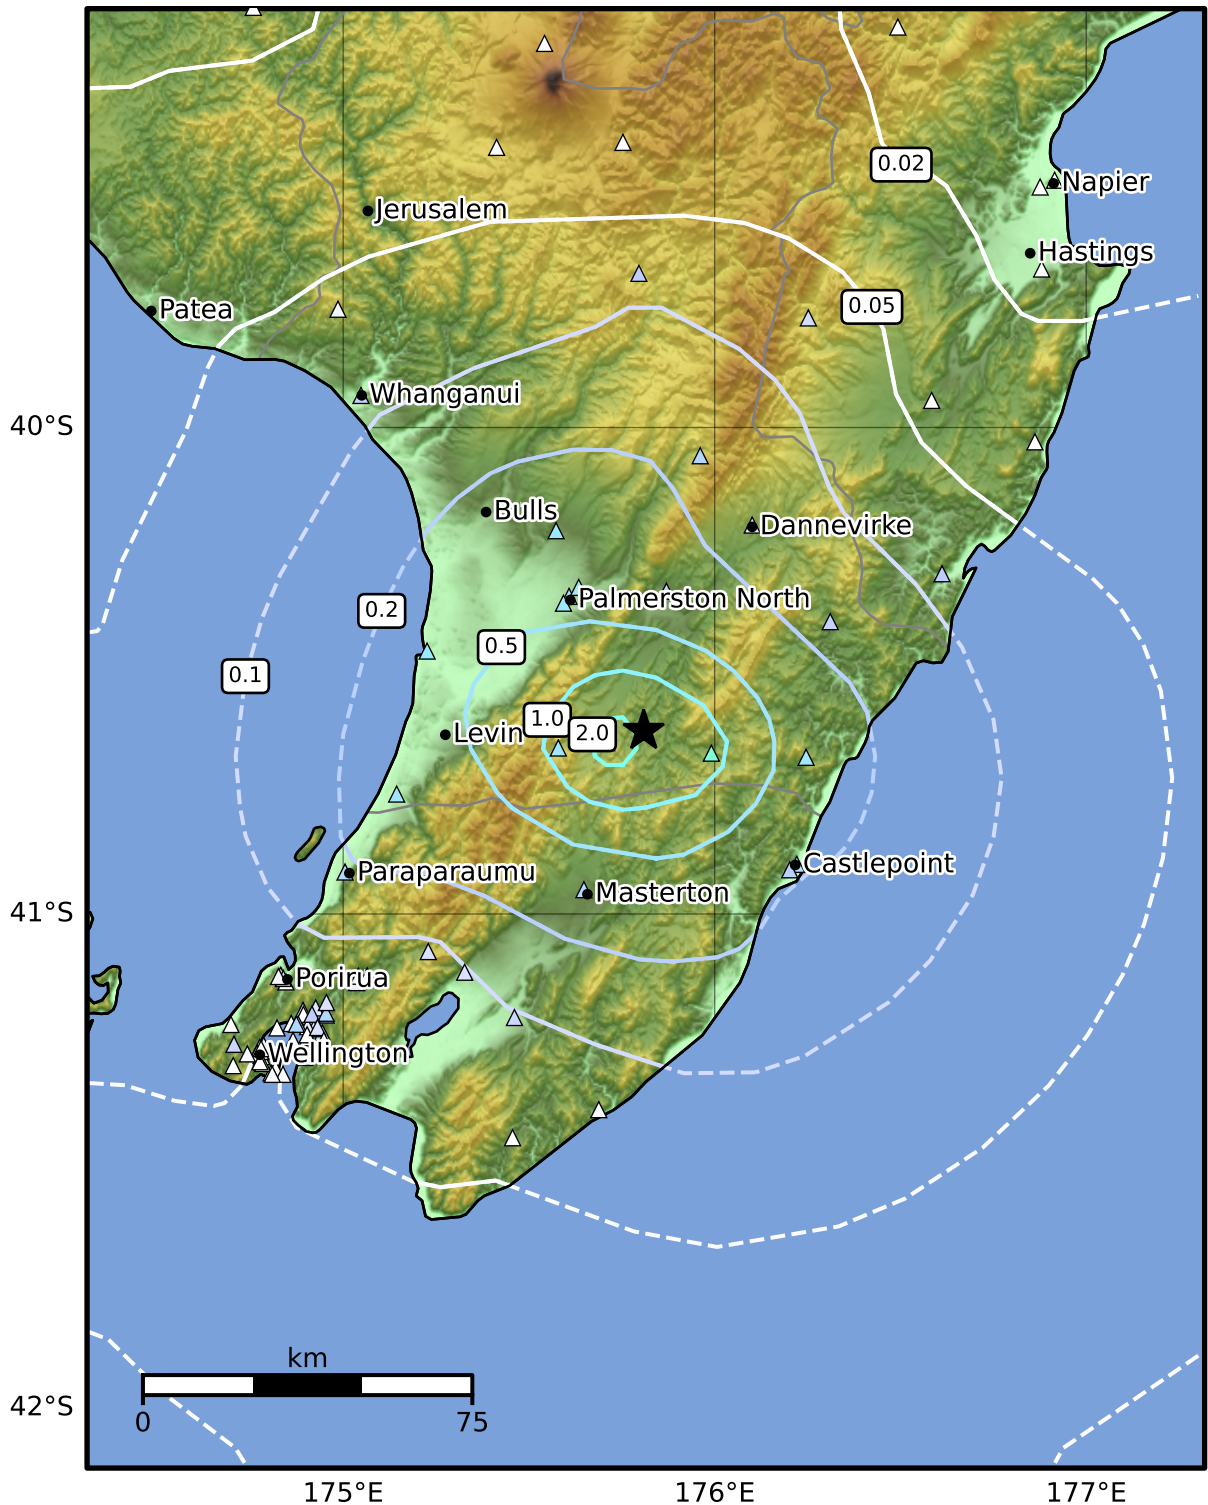 0.02
Napier
Jerusalem
Hastings
0.05
Patea
Whanganui
40°S
Bulls
Dannevirke
Palmerston North
0.2
0.5
0.1
1.0
2.0
Levin
Castlepoint
Paraparaumu
Masterton
41°S
Porirua
Wellington
km
0
75
42°S
175°E
176°E
177°E